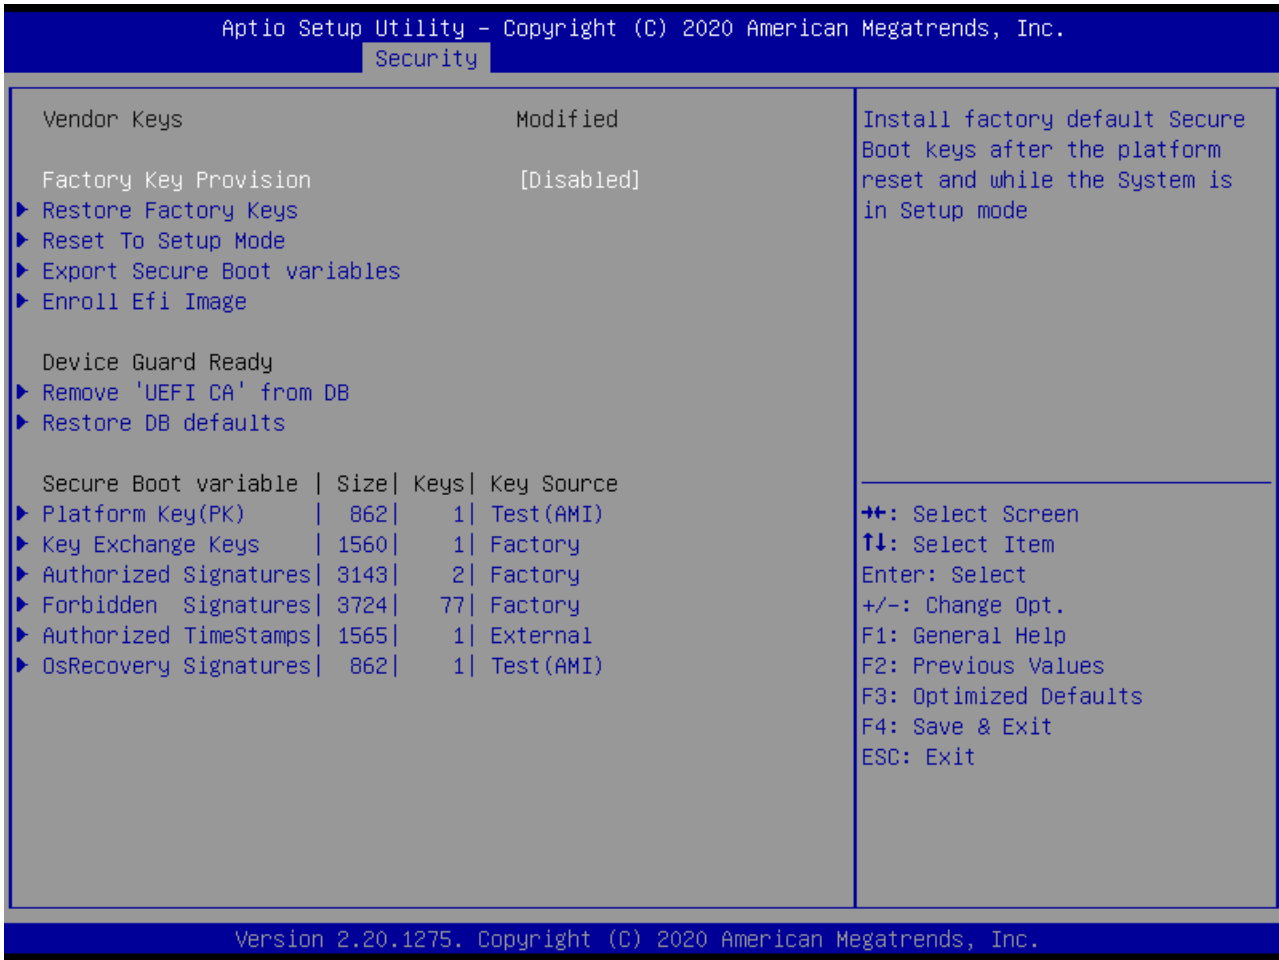 Aptio Setup Utility – Copyright (C) 2020 American Megatrends, Inc.
Security
Vendor Keys Modified
Factory Key Provision [Disabled]
Restore Factory Keys
Reset To Setup Mode
Export Secure Boot variables
Enroll Efi Image
Device Guard Ready
Remove 'UEFI CA' from DB
Restore DB defaults
Secure Boot variable | Size| Keys| Key Source
Platform Key(PK) | 862| 1| Test(AMI)
Key Exchange Keys | 1560| 1| Factory
Authorized Signatures| 3143| 2| Factory
Forbidden Signatures| 3724| 77| Factory
Authorized TimeStamps| 1565| 1| External
OsRecovery Signatures| 862| 1| Test(AMI)
Install factory default Secure
Boot keys after the platform
reset and while the System is
in Setup mode
→←: Select Screen
↑↓: Select Item
Enter: Select
+/-: Change Opt.
F1: General Help
F2: Previous Values
F3: Optimized Defaults
F4: Save & Exit
ESC: Exit
Version 2.20.1275. Copyright (C) 2020 American Megatrends, Inc.